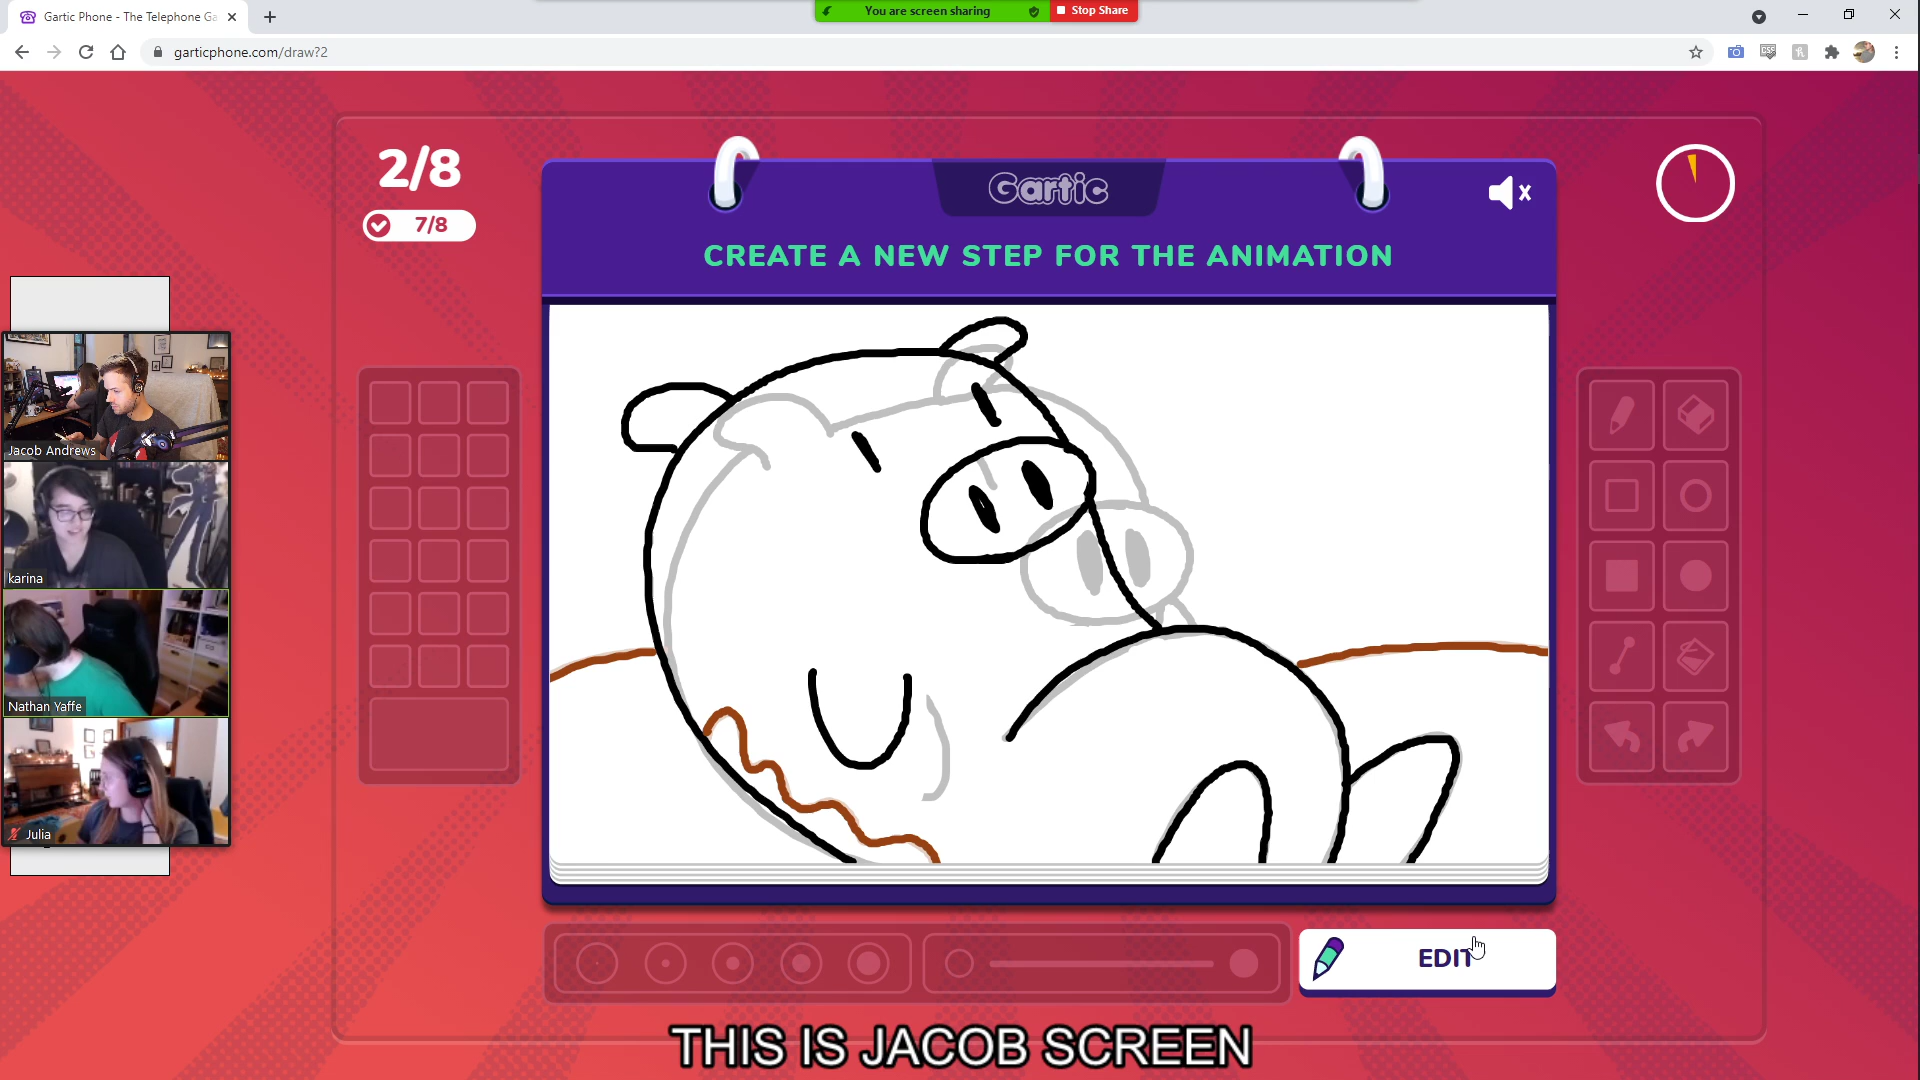 Gartic Phone - The Telephone Ga
You are screen sharing
Stop Share
garticphone.com/draw?2
2/8
7/8
Gartic
CREATE A NEW STEP FOR THE ANIMATION
Jacob Andrews
karina
Nathan Yaffe
Julia
EDIT
THIS IS JACOB SCREEN